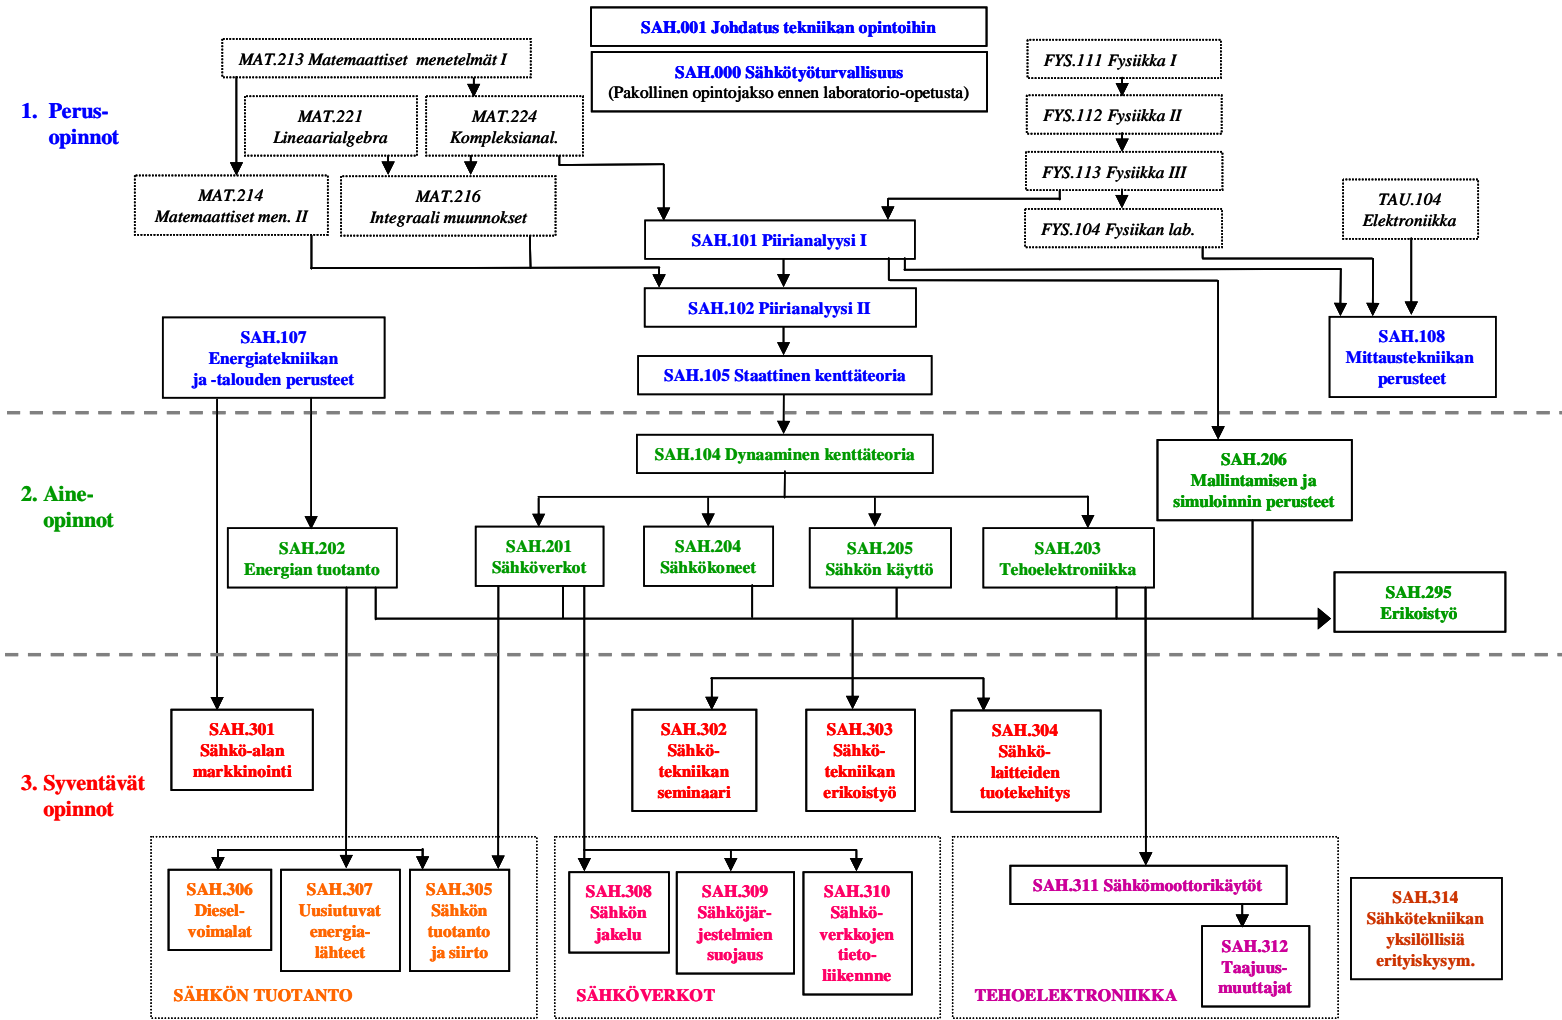 SAH.001 Johdatus tekniikan opintoihin
MAT.213 Matemaattiset menetelmät I
SAH.000 Sähkötyöturvallisuus
(Pakollinen opintojakso ennen laboratorio-opetusta)
FYS.111 Fysiikka I
1. Perus-
opinnot
MAT.221
Lineaarialgebra
MAT.224
Kompleksianal.
FYS.112 Fysiikka II
FYS.113 Fysiikka III
MAT.214
Matemaattiset men. II
MAT.216
Integraali muunnokset
TAU.104
Elektroniikka
FYS.104 Fysiikan lab.
SAH.101 Piirianalyysi I
SAH.102 Piirianalyysi II
SAH.107
Energiatekniikan
ja -talouden perusteet
SAH.108
Mittaustekniikan
perusteet
SAH.105 Staattinen kenttäteoria
2. Aine-
opinnot
SAH.104 Dynaaminen kenttäteoria
SAH.206
Mallintamisen ja
simuloinnin perusteet
SAH.202
Energian tuotanto
SAH.201
Sähköverkot
SAH.204
Sähkökoneet
SAH.205
Sähkön käyttö
SAH.203
Tehoelektroniikka
SAH.295
Erikoistyö
3. Syventävät
opinnot
SAH.301
Sähkö-alan
markkinointi
SAH.302
Sähkö-
tekniikan
seminaari
SAH.303
Sähkö-
tekniikan
erikoistyö
SAH.304
Sähkö-
laitteiden
tuotekehitys
SAH.306
Diesel-
voimalat
SAH.307
Uusiutuvat
energia-
lähteet
SAH.305
Sähkön
tuotanto
ja siirto
SÄHKÖN TUOTANTO
SAH.308
Sähkön
jakelu
SAH.309
Sähköjär-
jestelmien
suojaus
SAH.310
Sähkö-
verkkojen
tieto-
liikennne
SÄHKÖVERKOT
SAH.311 Sähkömoottorikäytöt
SAH.312
Taajuus-
muuttajat
TEHOELEKTRONIIKKA
SAH.314
Sähkötekniikan
yksilöllisiä
erityiskysym.